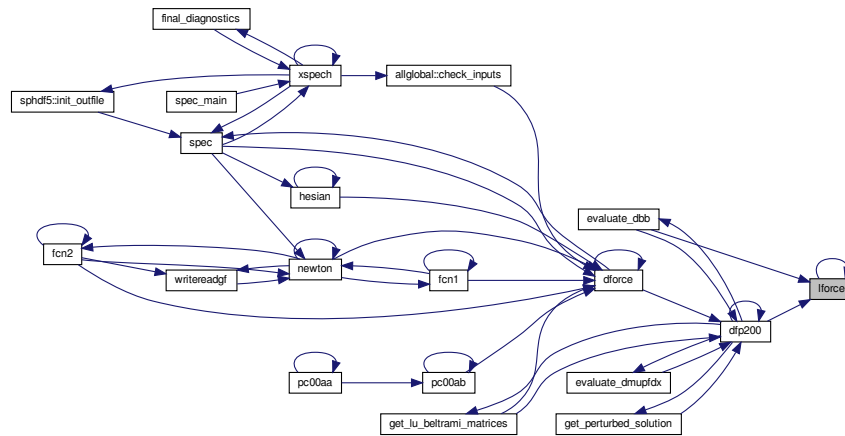 final_diagnostics
xspech
allglobal::check_inputs
sphdf5::init_outfile
spec_main
spec
hesian
evaluate_dbb
fcn2
newton
writereadgf
fcn1
dforce
lforce
dfp200
pc00aa
pc00ab
evaluate_dmupfdx
get_lu_beltrami_matrices
get_perturbed_solution